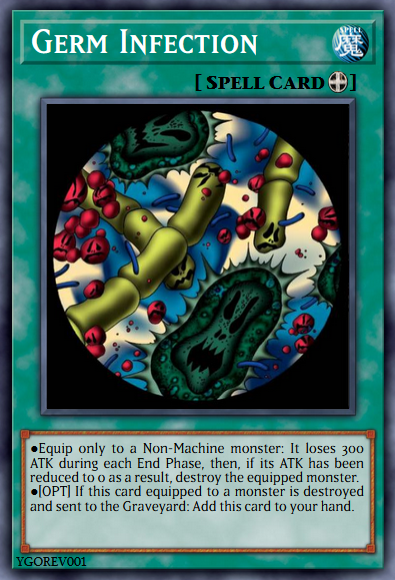 Germ Infection
SPELL
魔
[ Spell Card ]
●Equip only to a Non-Machine monster: It loses 300
ATK during each End Phase, then, if its ATK has been
reduced to 0 as a result, destroy the equipped monster.
●[OPT] If this card equipped to a monster is destroyed
and sent to the Graveyard: Add this card to your hand.
YGOREV001